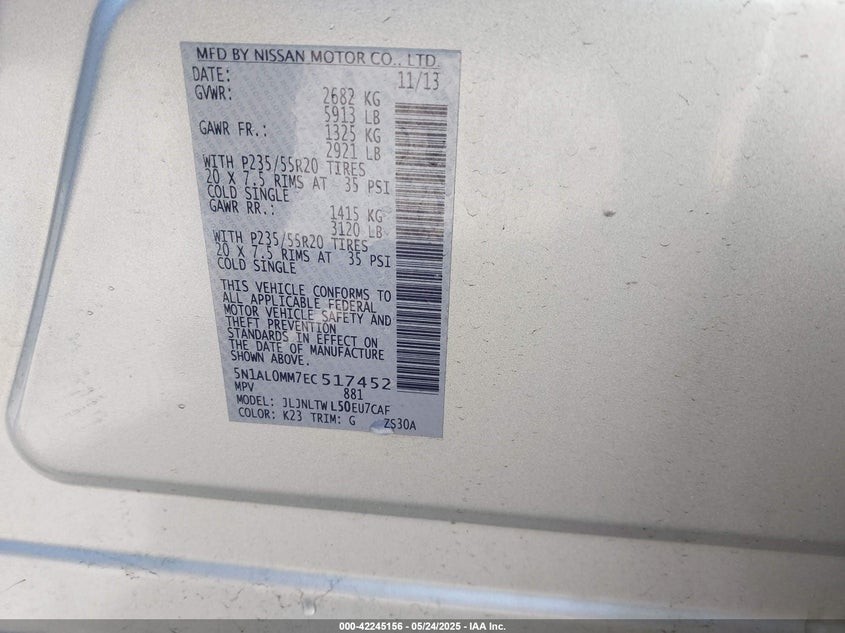 MFD BY NISSAN MOTOR CO., LTD.
DATE: 11/13
GVWR: 2682 KG
5913 LB
GAWR FR.: 1325 KG
2921 LB
WITH P235/55R20 TIRES
20 X 7.5 RIMS AT 35 PSI
COLD SINGLE
GAWR RR.: 1415 KG
3120 LB
WITH P235/55R20 TIRES
20 X 7.5 RIMS AT 35 PSI
COLD SINGLE
THIS VEHICLE CONFORMS TO
ALL APPLICABLE FEDERAL
MOTOR VEHICLE SAFETY AND
THEFT PREVENTION
STANDARDS IN EFFECT ON
THE DATE OF MANUFACTURE
SHOWN ABOVE.
5N1AL0MM7EC517452
MPV 881
MODEL: JLJNLTWL50EU7CAF
COLOR: K23 TRIM: G ZS30A
000-42245156 - 05/24/2025 - IAA Inc.